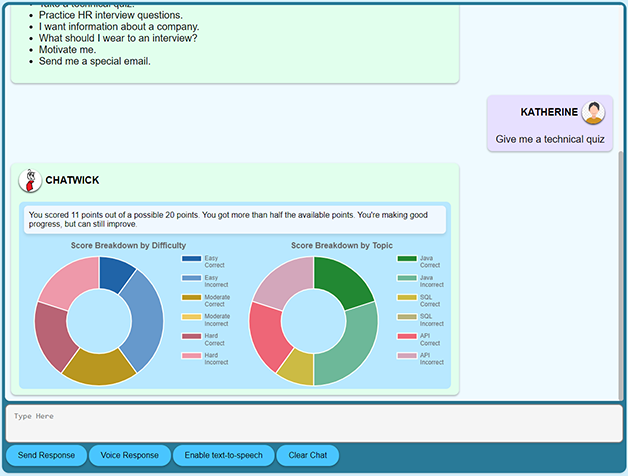 Take a technical quiz.
Practice HR interview questions.
I want information about a company.
What should I wear to an interview?
Motivate me.
Send me a special email.
KATHERINE
Give me a technical quiz
CHATWICK
You scored 11 points out of a possible 20 points. You got more than half the available points. You're making good
progress, but can still improve.
Score Breakdown by Difficulty
Easy
Correct
Easy
Incorrect
Moderate
Correct
Moderate
Incorrect
Hard
Correct
Hard
Incorrect
Score Breakdown by Topic
Java
Correct
Java
Incorrect
SQL
Correct
SQL
Incorrect
API
Correct
API
Incorrect
Type Here
Send Response
Voice Response
Enable text-to-speech
Clear Chat